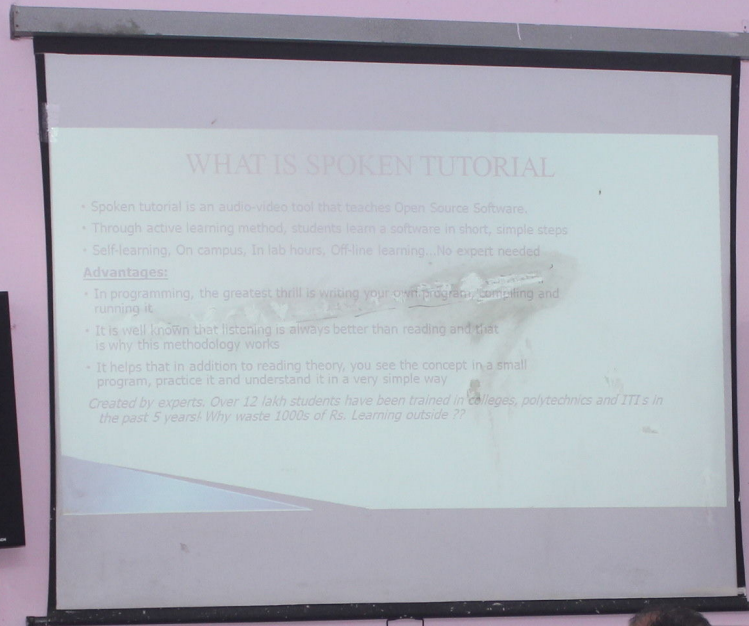 WHAT IS SPOKEN TUTORIAL
• Spoken tutorial is an audio-video tool that teaches Open Source Software.
• Through active learning method, students learn a software in short, simple steps
• Self-learning, On campus, In lab hours, Off-line learning...No expert needed
Advantages:
• In programming, the greatest thrill is writing your own program, compiling and
running it
• It is well known that listening is always better than reading and that
is why this methodology works
• It helps that in addition to reading theory, you see the concept in a small
program, practice it and understand it in a very simple way
Created by experts. Over 12 lakh students have been trained in colleges, polytechnics and ITI s in
the past 5 years! Why waste 1000s of Rs. Learning outside ??